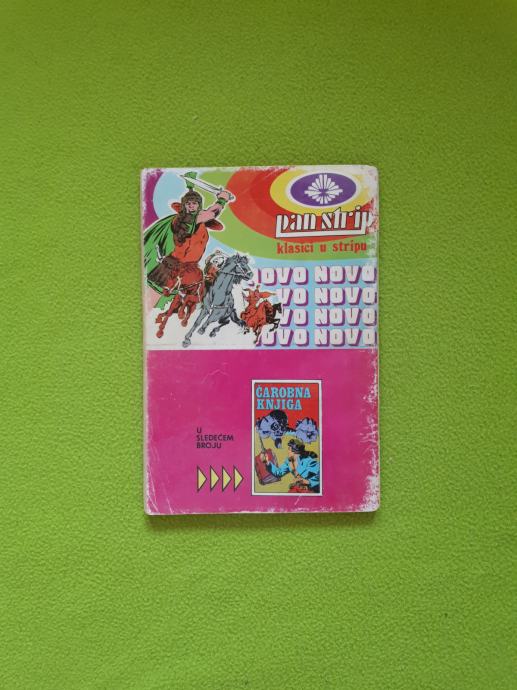 pan strip
klasici u stripu
NOVO NOVO
NOVO NOVO
NOVO NOVO
NOVO NOVO
ČAROBNA
KNJIGA
U
SLEDEĆEM
BROJU